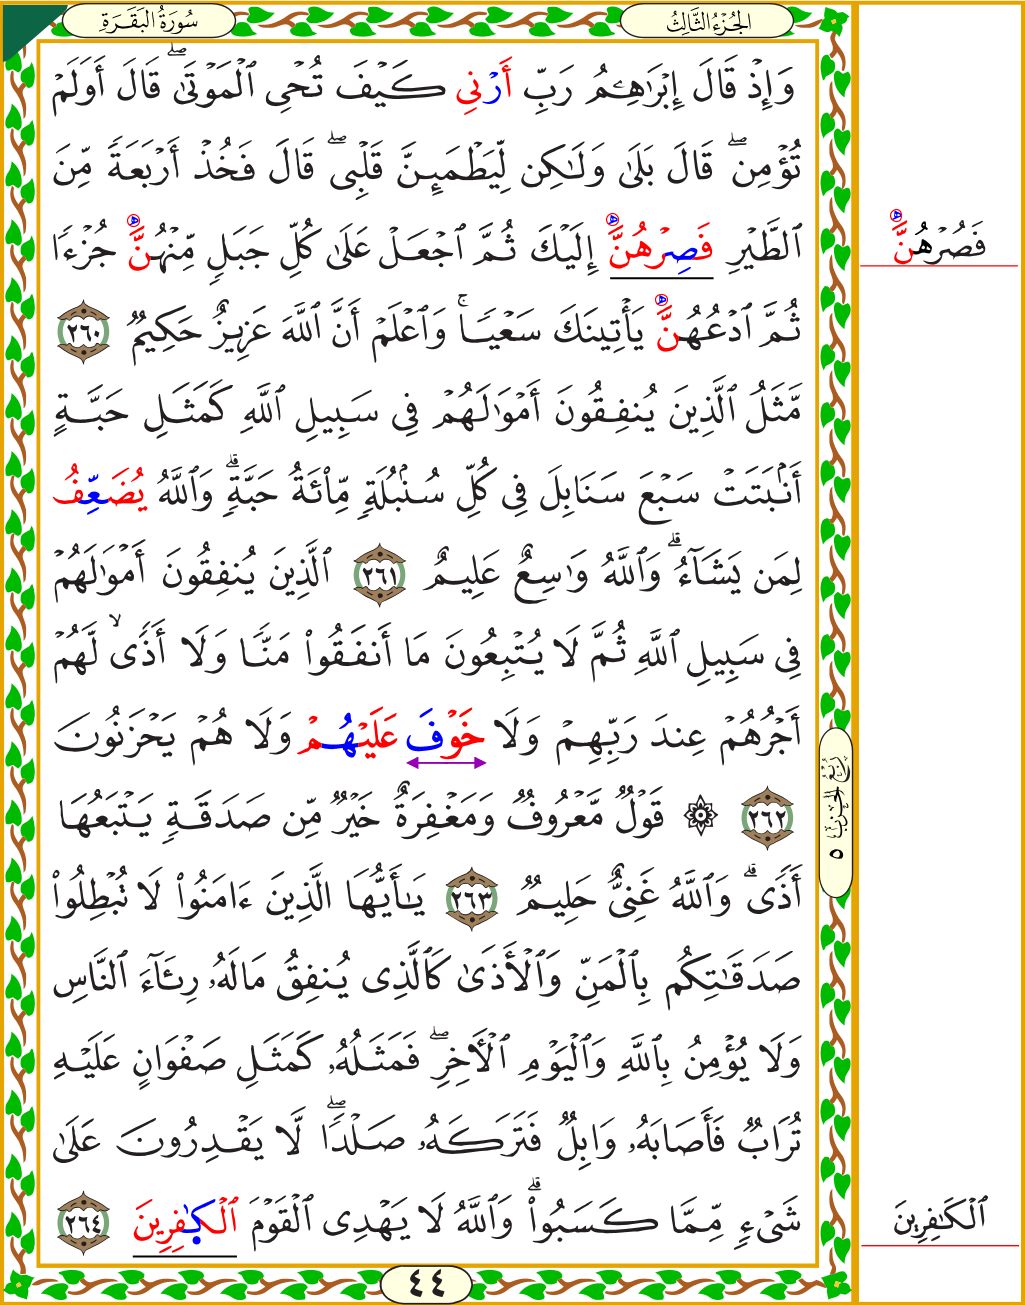 الجُزْءُ الثَّالِثُ
سُورَةُ البَقَرَةِ
وَإِذْ قَالَ إِبْرَٰهِـۧمُ رَبِّ أَرْنِي كَيْفَ تُحْيِ ٱلْمَوْتَىٰۖ قَالَ أَوَلَمْ
تُؤْمِنۖ قَالَ بَلَىٰ وَلَٰكِن لِّيَطْمَئِنَّ قَلْبِيۖ قَالَ فَخُذْ أَرْبَعَةً مِّنَ
ٱلطَّيْرِ فَصِرْهُنَّ إِلَيْكَ ثُمَّ ٱجْعَلْ عَلَىٰ كُلِّ جَبَلٍ مِّنْهُنَّ جُزْءًا
فَصُرْهُنَّ
ثُمَّ ٱدْعُهُنَّ يَأْتِينَكَ سَعْيًاۚ وَٱعْلَمْ أَنَّ ٱللَّهَ عَزِيزٌ حَكِيمٌ ٢٦٠
مَّثَلُ ٱلَّذِينَ يُنفِقُونَ أَمْوَٰلَهُمْ فِي سَبِيلِ ٱللَّهِ كَمَثَلِ حَبَّةٍ
أَنۢبَتَتْ سَبْعَ سَنَابِلَ فِي كُلِّ سُنۢبُلَةٍ مِّا۟ئَةُ حَبَّةٍۗ وَٱللَّهُ يُضَعِّفُ
لِمَن يَشَآءُۗ وَٱللَّهُ وَٰسِعٌ عَلِيمٌ ٢٦١ ٱلَّذِينَ يُنفِقُونَ أَمْوَٰلَهُمْ
فِي سَبِيلِ ٱللَّهِ ثُمَّ لَا يُتْبِعُونَ مَا أَنفَقُوا۟ مَنًّا وَلَا أَذًىۙ لَّهُمْ
أَجْرُهُمْ عِندَ رَبِّهِمْ وَلَا خَوْفَ عَلَيْهُمْ وَلَا هُمْ يَحْزَنُونَ
٢٦٢ ۞ قَوْلٌ مَّعْرُوفٌ وَمَغْفِرَةٌ خَيْرٌ مِّن صَدَقَةٍ يَتْبَعُهَا
رُبُعُ الحِزْبِ ٥
أَذًىۗ وَٱللَّهُ غَنِيٌّ حَلِيمٌ ٢٦٣ يَٰأَيُّهَا ٱلَّذِينَ ءَامَنُوا۟ لَا تُبْطِلُوا۟
صَدَقَٰتِكُم بِٱلْمَنِّ وَٱلْأَذَىٰ كَٱلَّذِي يُنفِقُ مَالَهُۥ رِئَآءَ ٱلنَّاسِ
وَلَا يُؤْمِنُ بِٱللَّهِ وَٱلْيَوْمِ ٱلْأَخِرِۖ فَمَثَلُهُۥ كَمَثَلِ صَفْوَانٍ عَلَيْهِ
تُرَابٌ فَأَصَابَهُۥ وَابِلٌ فَتَرَكَهُۥ صَلْدًاۖ لَّا يَقْدِرُونَ عَلَىٰ
شَيْءٍ مِّمَّا كَسَبُوا۟ۗ وَٱللَّهُ لَا يَهْدِي ٱلْقَوْمَ ٱلْكَٰفِرِينَ ٢٦٤
ٱلْكَٰفِرِينَ
٤٤